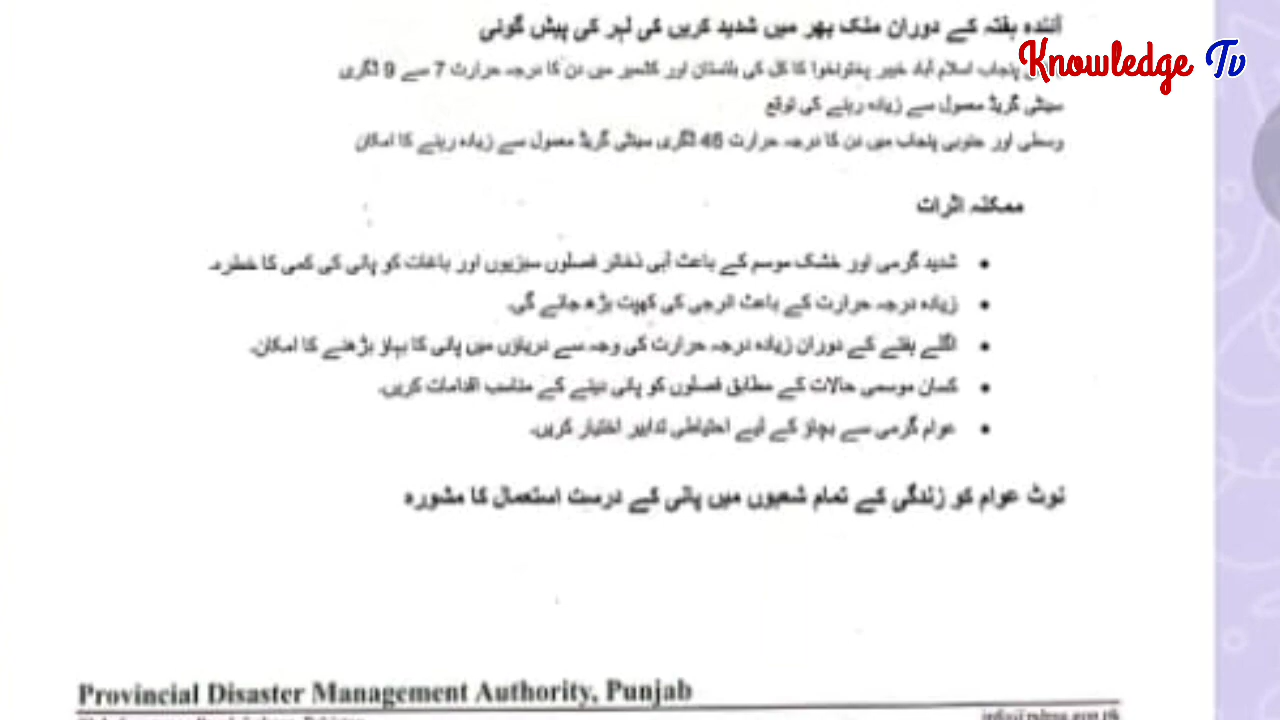 آئندہ ہفتہ کے دوران ملک بھر میں شدید کریں کی لہر کی پیش گوئی
Knowledge Tv
پنجاب اسلام آباد خیبر پختونخوا کا کل کی بلتستان اور کشمیر میں دن کا درجہ حرارت 7 سے 9 ڈگری
سینٹی گریڈ معمول سے زیادہ رہنے کی توقع
وسطی اور جنوبی پنجاب میں دن کا درجہ حرارت 46 ڈگری سینٹی گریڈ معمول سے زیادہ رہنے کا امکان
ممکنہ اثرات
• شدید گرمی اور خشک موسم کے باعث آبی ذخائر فصلوں سبزیوں اور باغات کو پانی کی کمی کا خطرہ۔
• زیادہ درجہ حرارت کے باعث انرجی کی کھپت بڑھ جائے گی۔
• اگلے ہفتے کے دوران زیادہ درجہ حرارت کی وجہ سے دریاؤں میں پانی کا بہاؤ بڑھنے کا امکان۔
• کسان موسمی حالات کے مطابق فصلوں کو پانی دینے کے مناسب اقدامات کریں۔
• عوام گرمی سے بچاؤ کے لیے احتیاطی تدابیر اختیار کریں۔
نوٹ عوام کو زندگی کے تمام شعبوں میں پانی کے درست استعمال کا مشورہ
Provincial Disaster Management Authority, Punjab